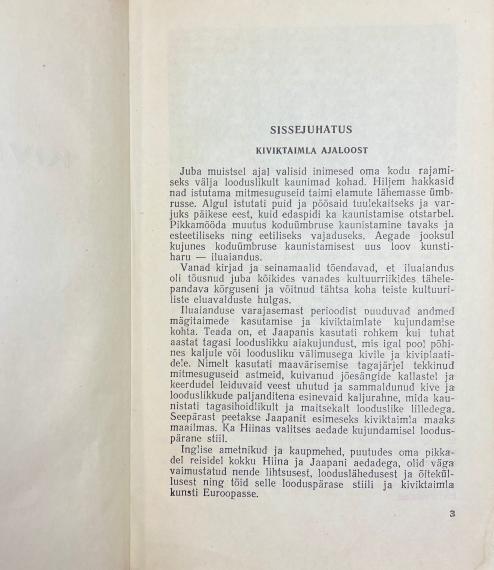 SISSEJUHATUS
KIVIKTAIMLA AJALOOST
Juba muistsel ajal valisid inimesed oma kodu rajami-
seks välja looduslikult kaunimad kohad. Hiljem hakkasid
nad istutama mitmesuguseid taimi elamute lähemasse ümb-
russe. Algul istutati puid ja põõsaid tuulekaitseks ja var-
juks päikese eest, kuid edaspidi ka kaunistamise otstarbel.
Pikkamööda muutus koduümbruse kaunistamine tavaks ja
esteetiliseks ning eetiliseks vajaduseks. Aegade jooksul
kujunes koduümbruse kaunistamisest uus loov kunsti-
haru — iluaiandus.
Vanad kirjad ja seinamaalid tõendavad, et iluaiandus
oli tõusnud juba kõikides vanades kultuurriikides tähele-
pandava kõrguseni ja võitnud tähtsa koha teiste kultuuri-
liste eluavalduste hulgas.
Iluaianduse varajasemast perioodist puuduvad andmed
mägitaimede kasutamise ja kiviktaimlate kujundamise
kohta. Teada on, et Jaapanis kasutati rohkem kui tuhat
aastat tagasi looduslikku aiakujundust, mis igal pool põhi-
nes kaljule või loodusliku välimusega kivile ja kiviplaati-
dele. Nimelt kasutati maavärisemise tagajärjel tekkinud
mitmesuguseid astmeid, kuivanud jõesängide kallastel ja
keerdudel leiduvaid veest uhutud ja sammaldunud kive ja
looduslikkude paljanditena esinevaid kaljurahne, mida kau-
nistati tagasihoidlikult ja maitsekalt looduslike lilledega.
Seepärast peetakse Jaapanit esimeseks kiviktaimla maaks
maailmas. Ka Hiinas valitses aedade kujundamisel loodus-
pärane stiil.
Inglise ametnikud ja kaupmehed, puutudes oma pikka-
del reisidel kokku Hiina ja Jaapani aedadega, olid väga
vaimustatud nende lihtsusest, looduslähedusest ja õitekül-
lusest ning tõid selle looduspärase stiili ja kiviktaimla
kunsti Euroopasse.
3